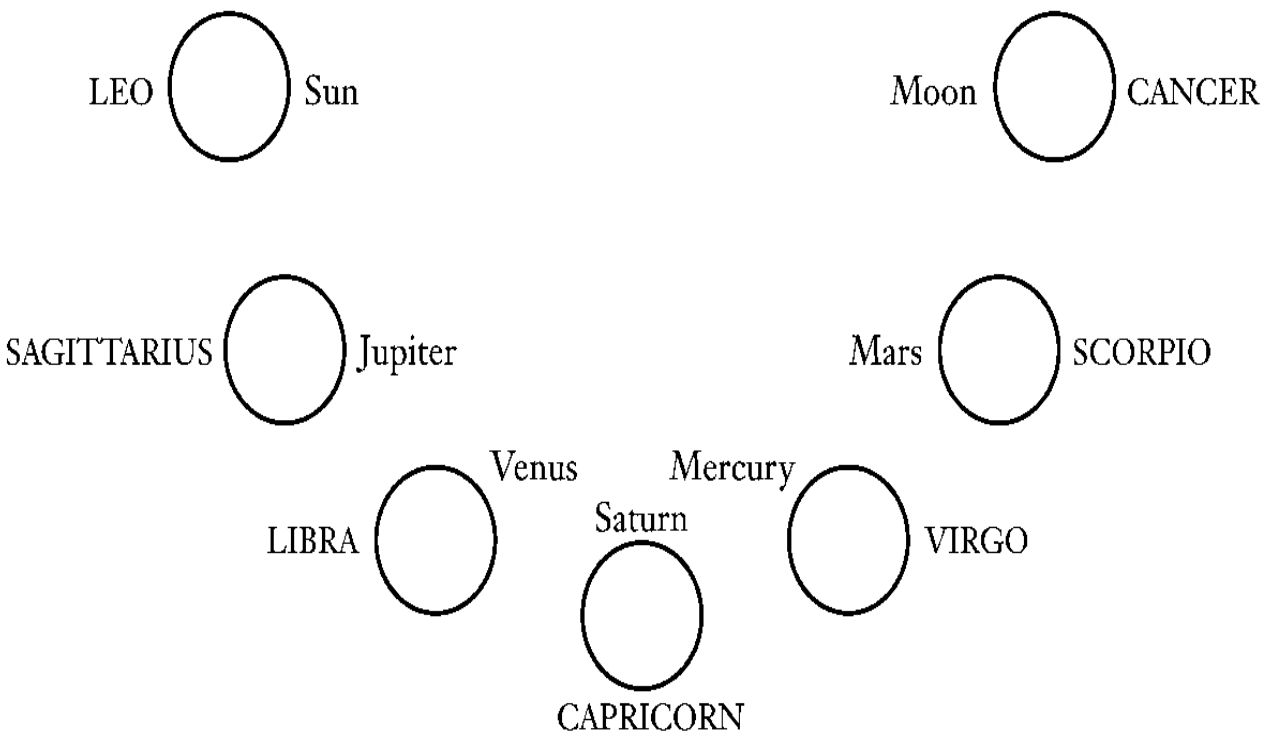 LEO Sun Moon CANCER
SAGITTARIUS Jupiter Mars SCORPIO
Venus Mercury
Saturn
LIBRA VIRGO
CAPRICORN